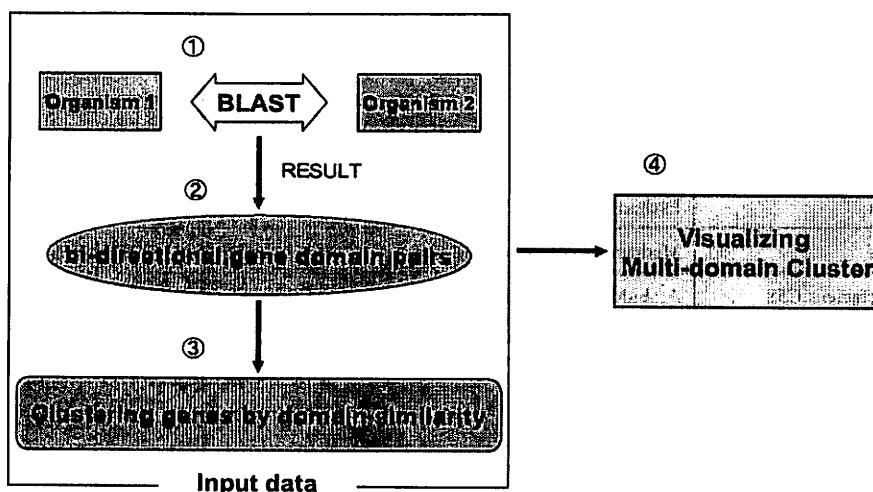 ①
Organism 1
BLAST
Organism 2
RESULT
②
bi-directional gene domain pairs
③
Clustering genes by domain similarity
Input data
④
Visualizing
Multi-domain Cluster